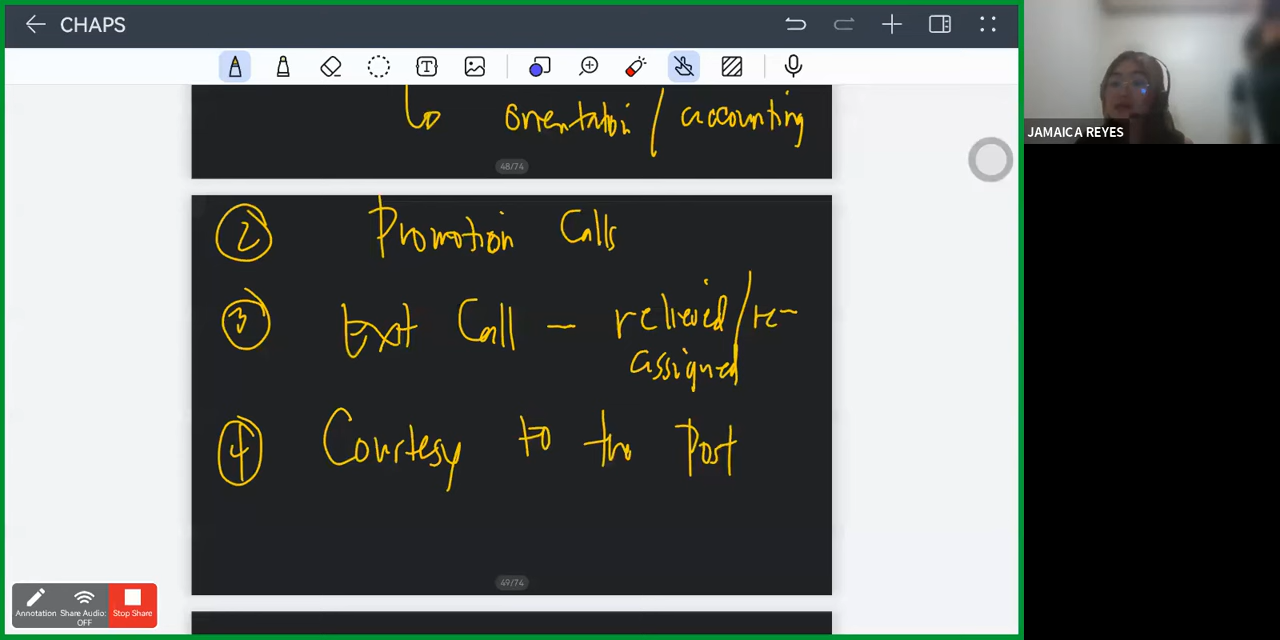 CHAPS
orientation / accounting
48/74
2 Promotion Calls
3 Exit Call – relieved/re-
assigned
4 Courtesy to the Post
49/74
Annotation
Share Audio:
OFF
Stop Share
JAMAICA REYES